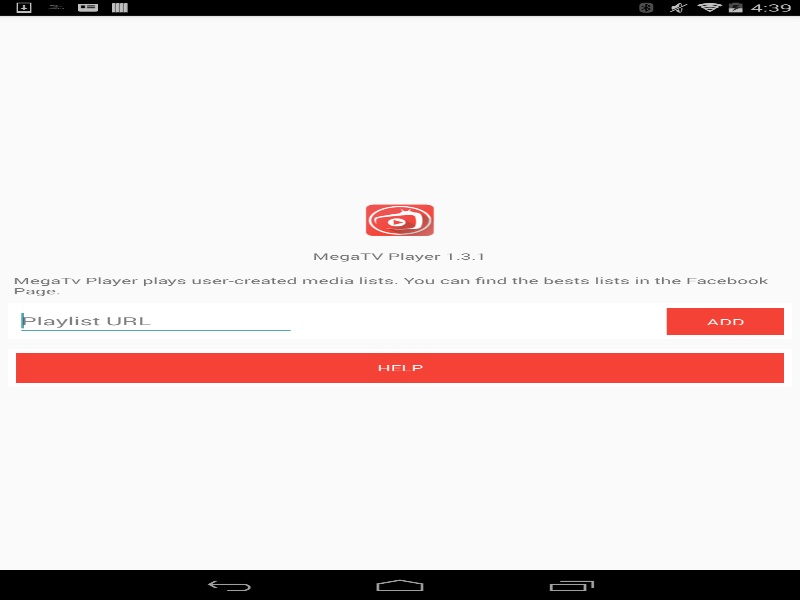 4:39
MegaTV Player 1.3.1
MegaTv Player plays user-created media lists. You can find the bests lists in the Facebook
Page.
Playlist URL
ADD
HELP